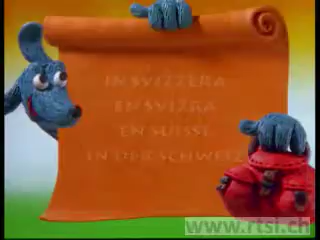 IN SVIZZERA
EN SVIZRA
EN SUISSE
IN DER SCHWEIZ
www.rtsi.ch